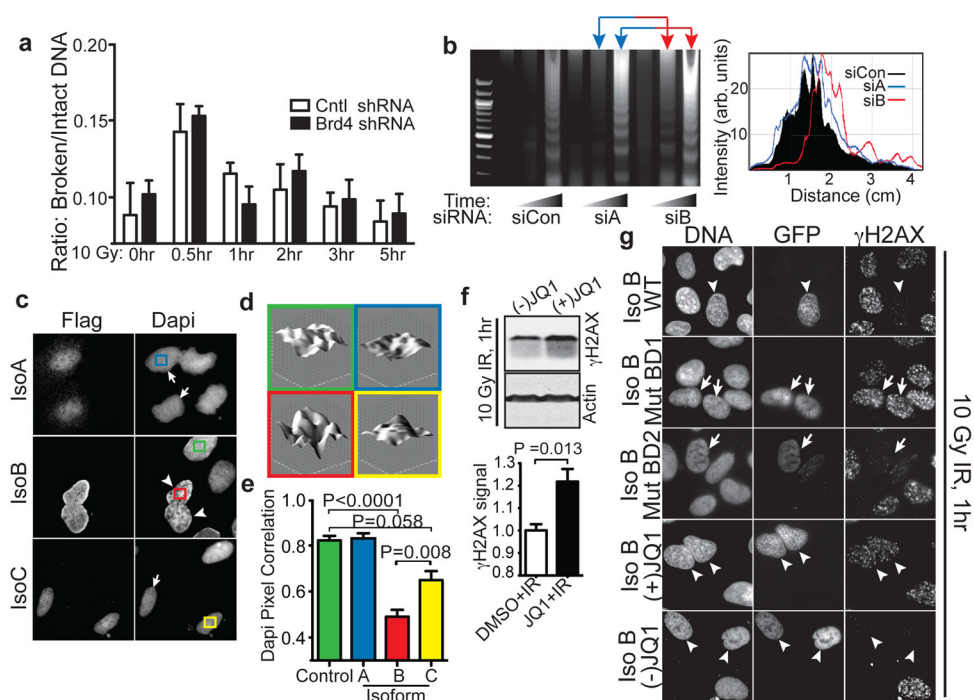 a
0.20
0.15
0.10
Ratio: Broken/Intact DNA
Cntl shRNA
Brd4 shRNA
10 Gy: 0hr 0.5hr 1hr 2hr 3hr 5hr
b
Time:
siRNA: siCon siA siB
Intensity (arb. units)
20
10
siCon
siA
siB
1 2 3 4
Distance (cm)
c
Flag Dapi
IsoA
IsoB
IsoC
d
e
Dapi Pixel Correlation
1.0
0.8
0.6
0.4
P<0.0001
P=0.058
P=0.008
Control A B C
Isoform
f
(-)JQ1 (+)JQ1
10 Gy IR, 1hr
γH2AX
Actin
P =0.013
γH2AX signal
1.3
1.2
1.1
1.0
0.9
0.8
DMSO+IR JQ1+IR
g
DNA GFP γH2AX
Iso B
WT
Iso B
Mut BD1
Iso B
Mut BD2
Iso B
(+)JQ1
Iso B
(-)JQ1
10 Gy IR, 1hr